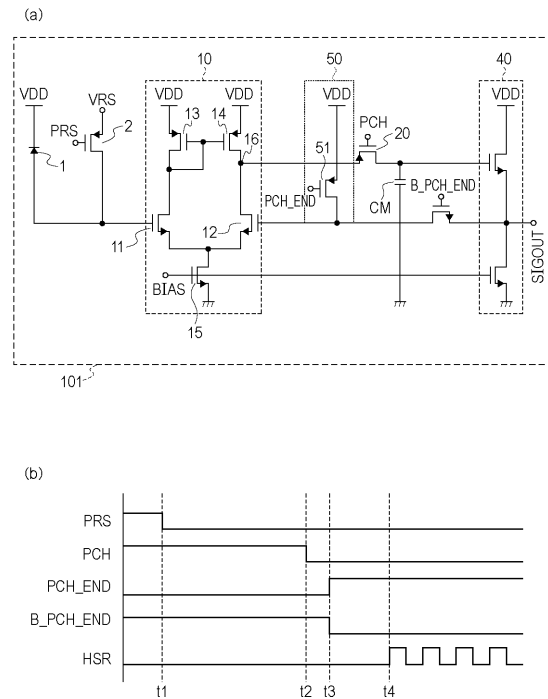 (a)
10
50
40
VDD
VRS
VDD
VDD
VDD
VDD
13
14
PCH
PRS
2
16
51
20
1
PCH_END
CM
B_PCH_END
11
12
SIGOUT
BIAS
15
101
(b)
PRS
PCH
PCH_END
B_PCH_END
HSR
t1
t2
t3
t4